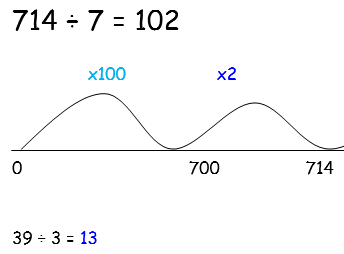 714 ÷ 7 = 102
x100 x2
0 700 714
39 ÷ 3 = 13